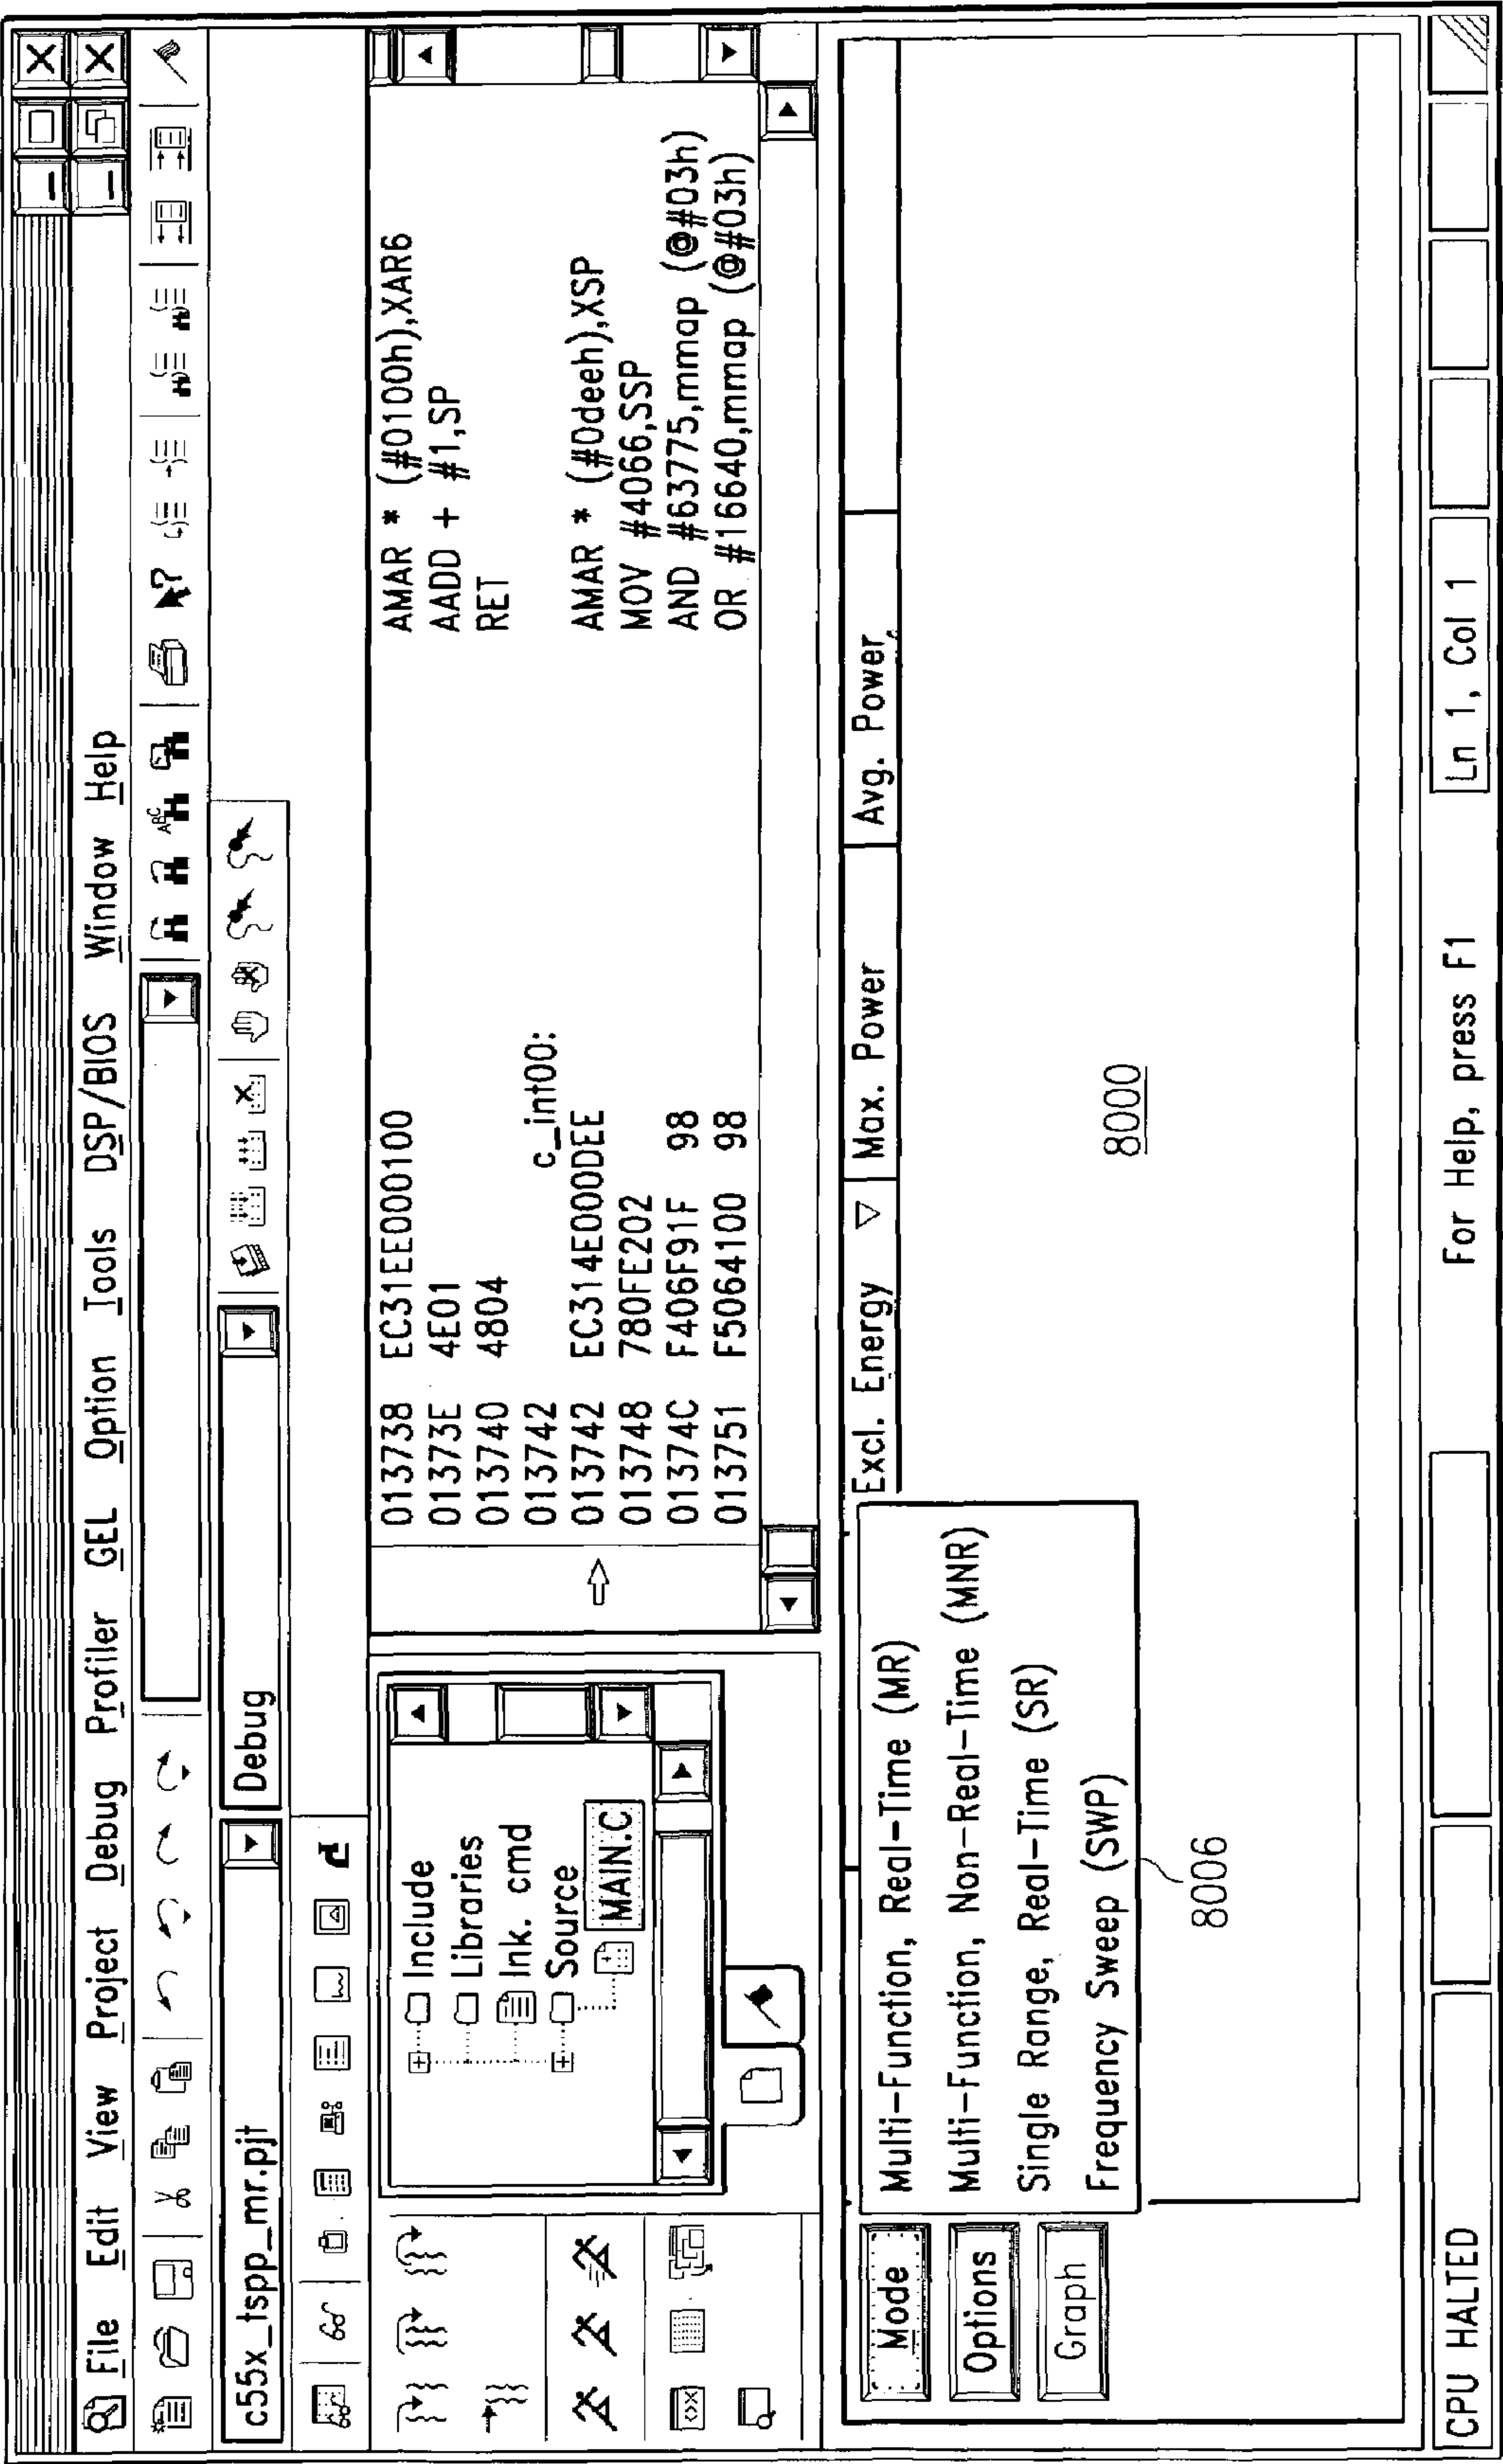 File Edit View Project Debug Profiler GEL Option Tools DSP/BIOS Window Help
ABC
c55x_tspp_mr.pjt Debug
Include
Libraries
lnk. cmd
Source
MAIN.C
013738 EC31EE000100 AMAR * (#0100h),XAR6
01373E 4E01 AADD + #1,SP
013740 4804 RET
013742 c_int00:
013742 EC314E000DEE AMAR * (#0deeh),XSP
013748 780FE202 MOV #4066,SSP
01374C F406F91F 98 AND #63775,mmap (@#03h)
013751 F5064100 98 OR #16640,mmap (@#03h)
Mode
Options
Graph
Multi-Function, Real-Time (MR)
Multi-Function, Non-Real-Time (MNR)
Single Range, Real-Time (SR)
Frequency Sweep (SWP)
8006
Excl. Energy Max. Power Avg. Power
8000
CPU HALTED For Help, press F1 Ln 1, Col 1